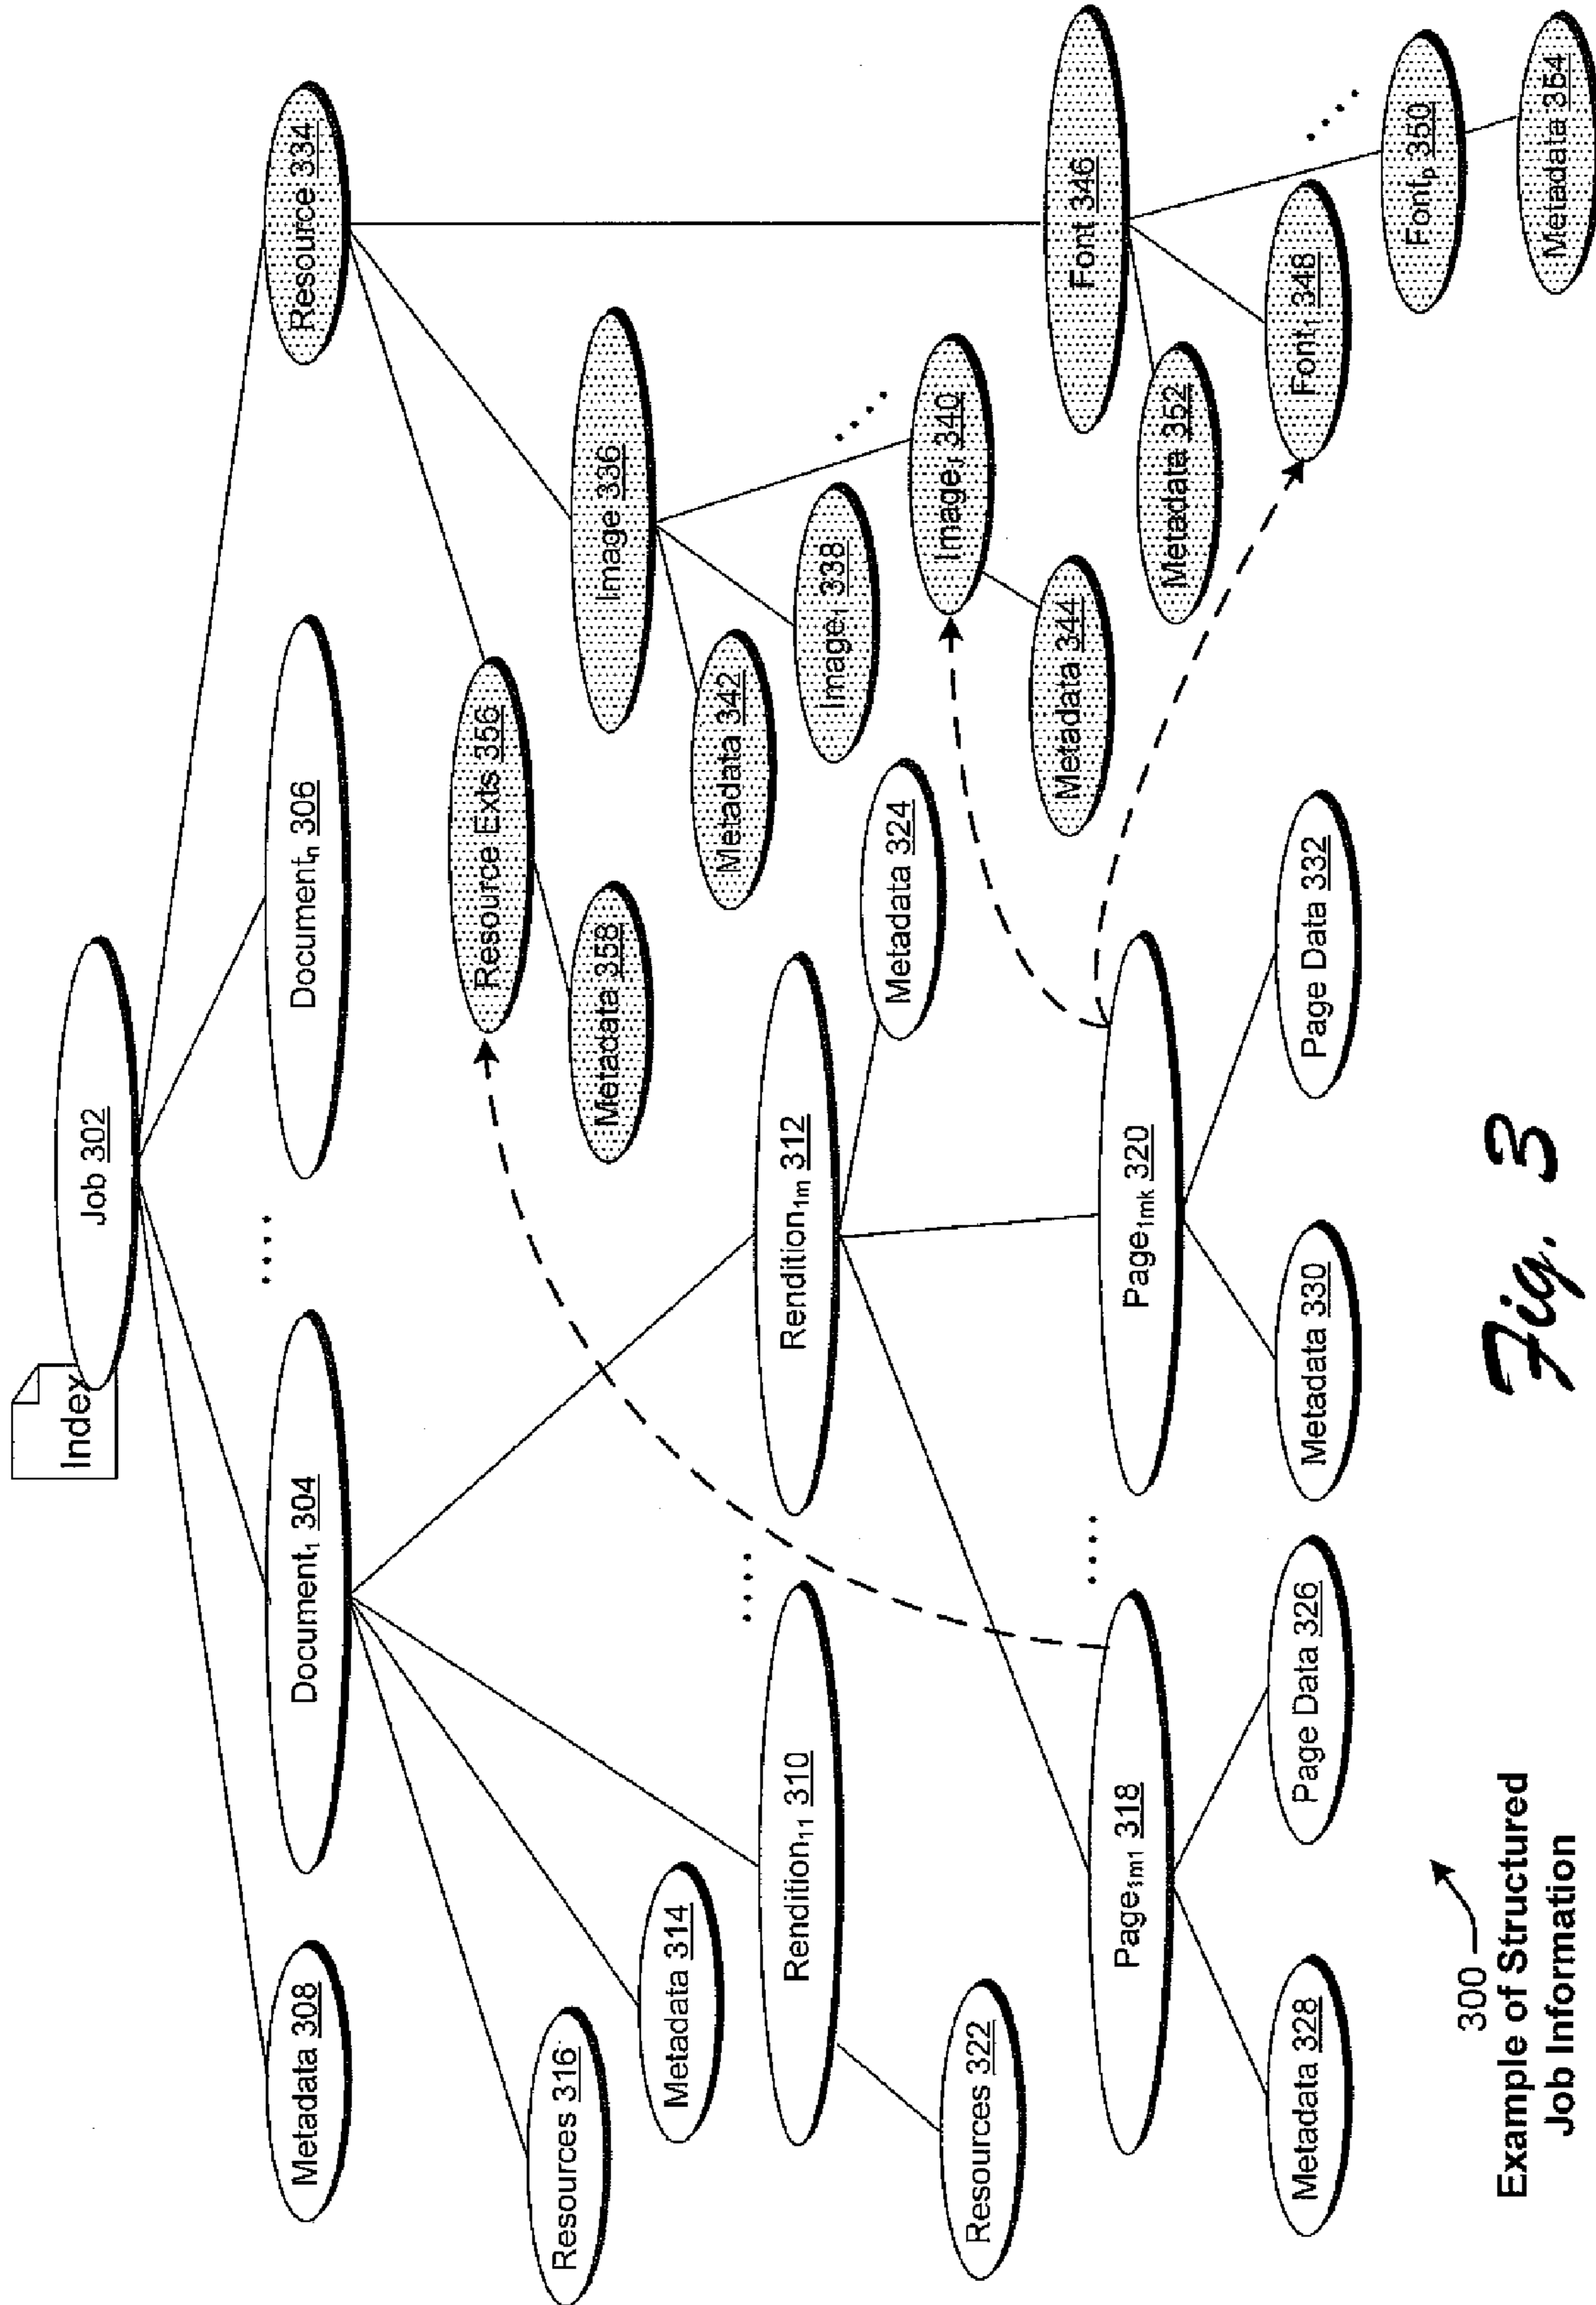 Index
Job 302
Metadata 308
Document₁ 304
....
Documentₙ 306
Resource 334
Resources 316
Metadata 314
Resource Exts 356
Metadata 358
Image 336
Metadata 342
Image₁ 338
....
Rendition₁₁ 310
....
Rendition₁ₘ 312
Metadata 324
Image 340
Metadata 344
Resources 322
Font 346
Metadata 352
Font₁ 348
....
Fontₚ 350
Metadata 354
Page₁ₘ₁ 318
....
Page₁ₘₖ 320
Metadata 328
Page Data 326
Metadata 330
Page Data 332
300
Example of Structured
Job Information
Fig. 3